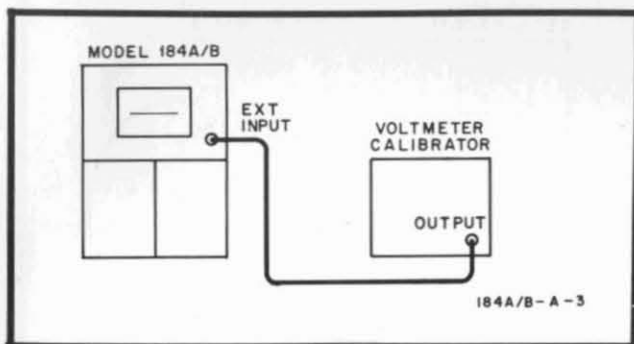 MODEL 184A/B
EXT
INPUT
VOLTMETER
CALIBRATOR
OUTPUT
184A/B-A-3